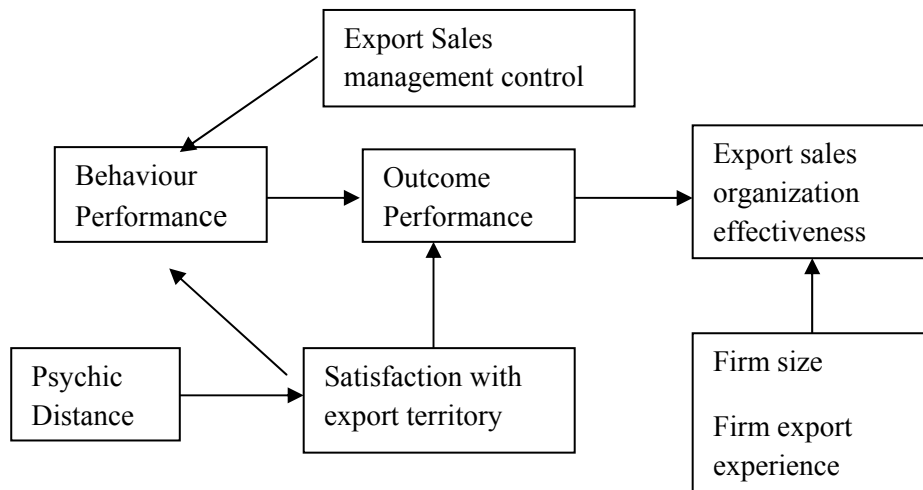 Export Sales
management control
Behaviour
Performance
Outcome
Performance
Export sales
organization
effectiveness
Psychic
Distance
Satisfaction with
export territory
Firm size
Firm export
experience